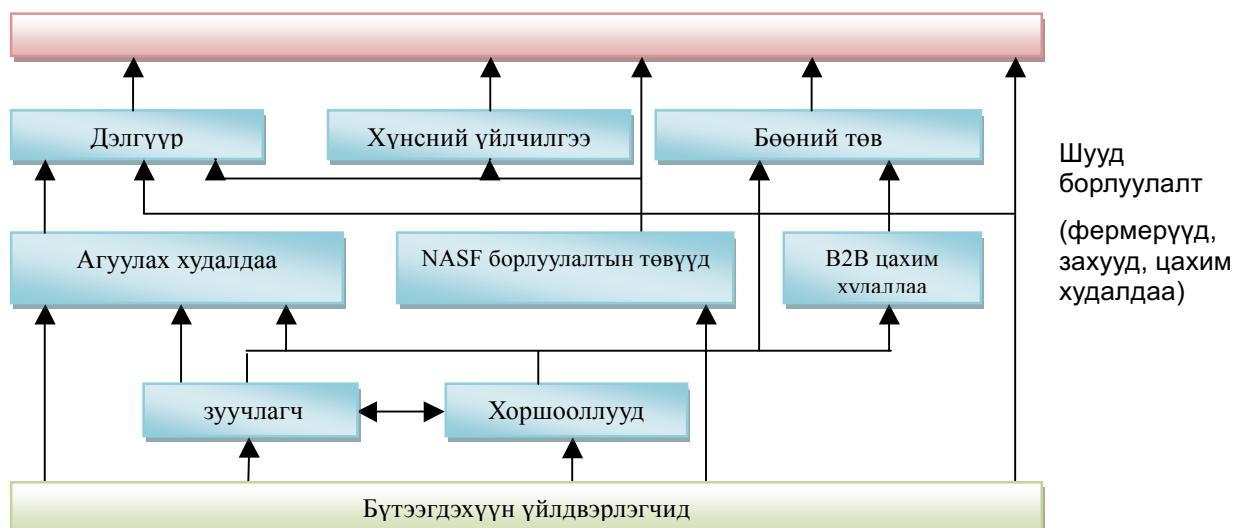 Дэлгүүр
Хүнсний үйлчилгээ
Бөөний төв
Шууд
борлуулалт
(фермерүүд,
захууд, цахим
худалдаа)
Агуулах худалдаа
NASF борлуулалтын төвүүд
B2B цахим
худалдаа
зуучлагч
Хоршооллууд
Бүтээгдэхүүн үйлдвэрлэгчид